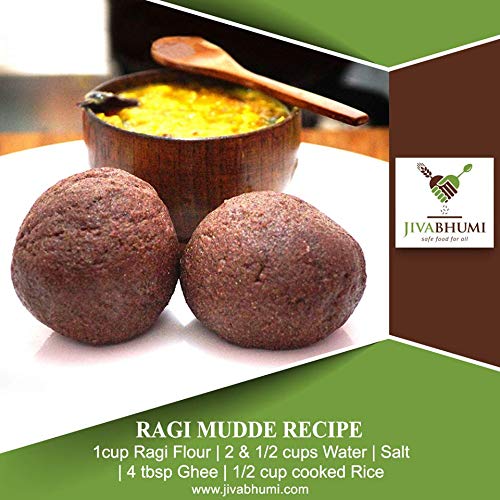 JIVABHUMI
safe food for all
RAGI MUDDE RECIPE
1cup Ragi Flour | 2 & 1/2 cups Water | Salt
| 4 tbsp Ghee | 1/2 cup cooked Rice
www.jivabhumi.com